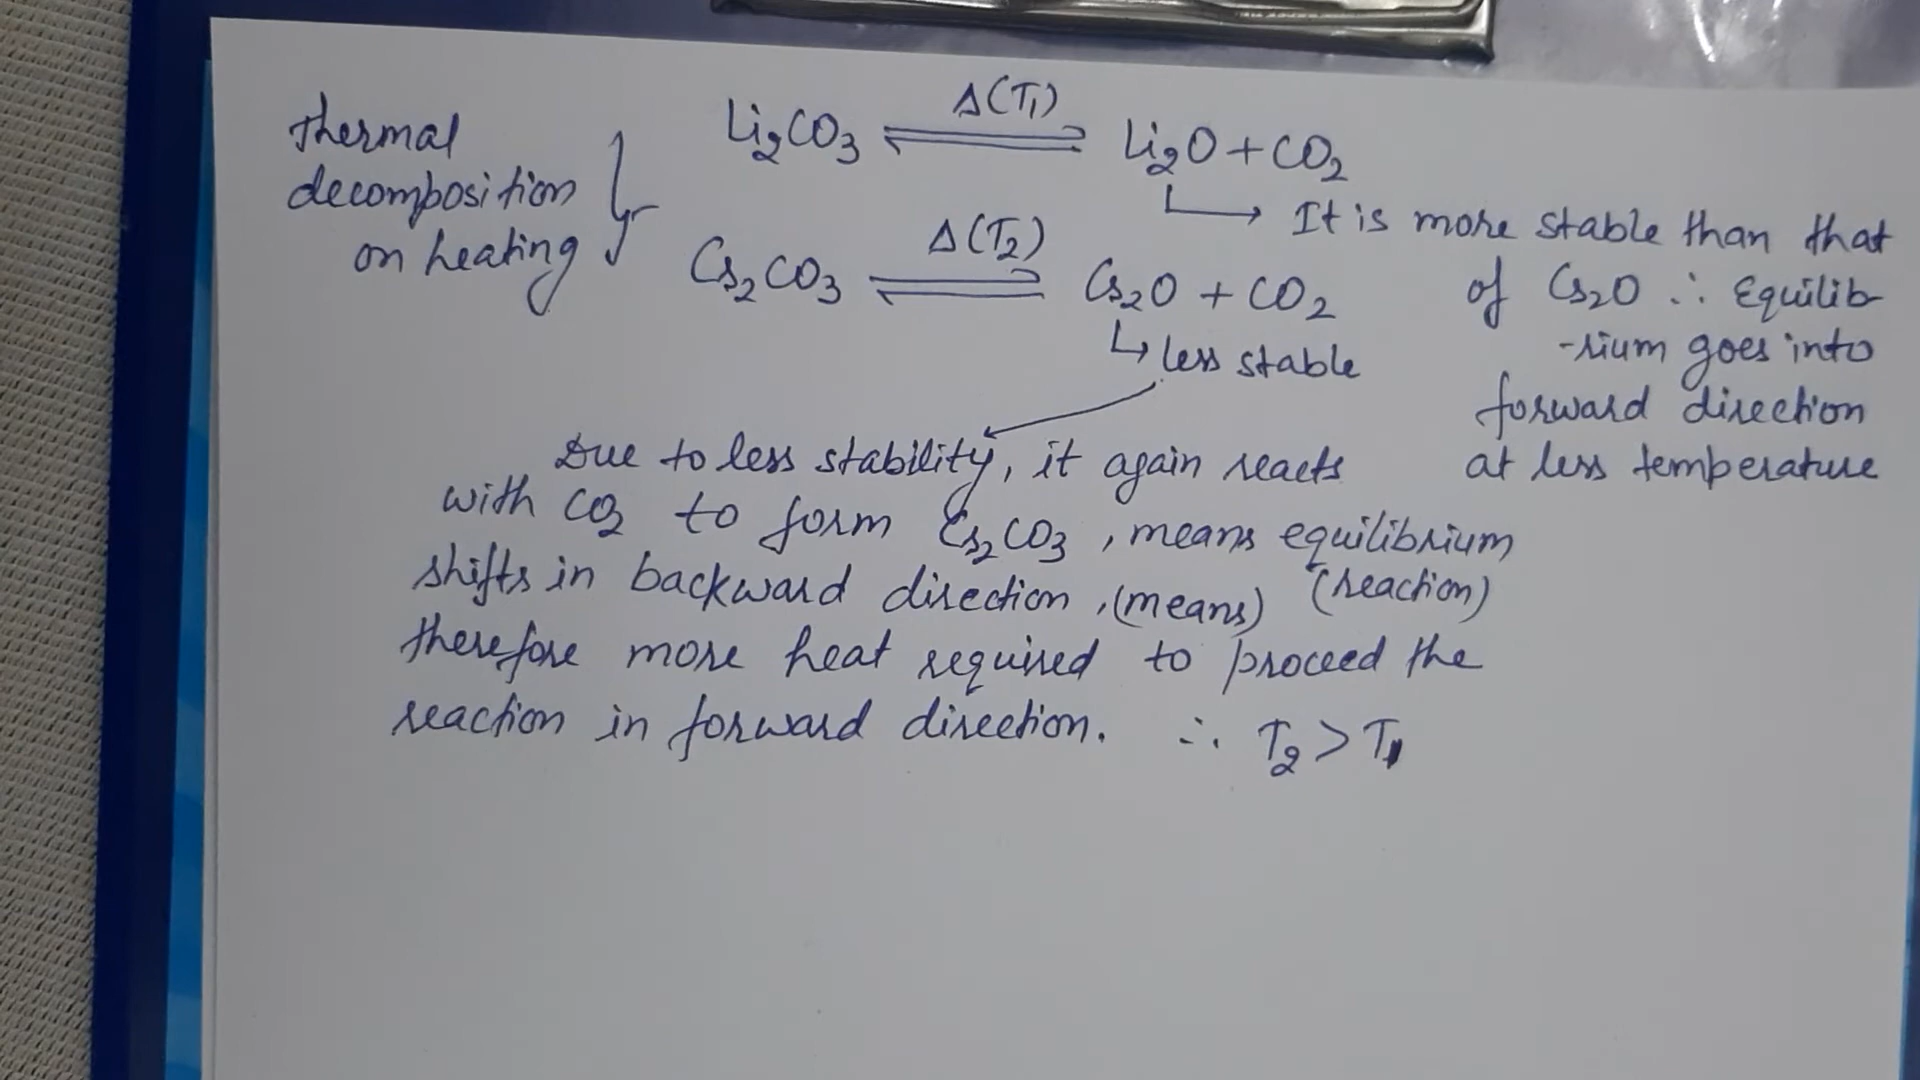 thermal
decomposition
on heating
Li₂CO₃ ⇌ Li₂O + CO₂
Δ(T₁)
↳ It is more stable than that
of Cs₂O ∴ Equilib
-rium goes into
forward direction
at less temperature
Δ(T₂)
Cs₂CO₃ ⇌ Cs₂O + CO₂
↳ less stable
Due to less stability, it again reacts
with CO₂ to form Cs₂CO₃, means equilibrium
(reaction)
shifts in backward direction, (means)
therefore more heat required to proceed the
reaction in forward direction. ∴ T₂ > T₁